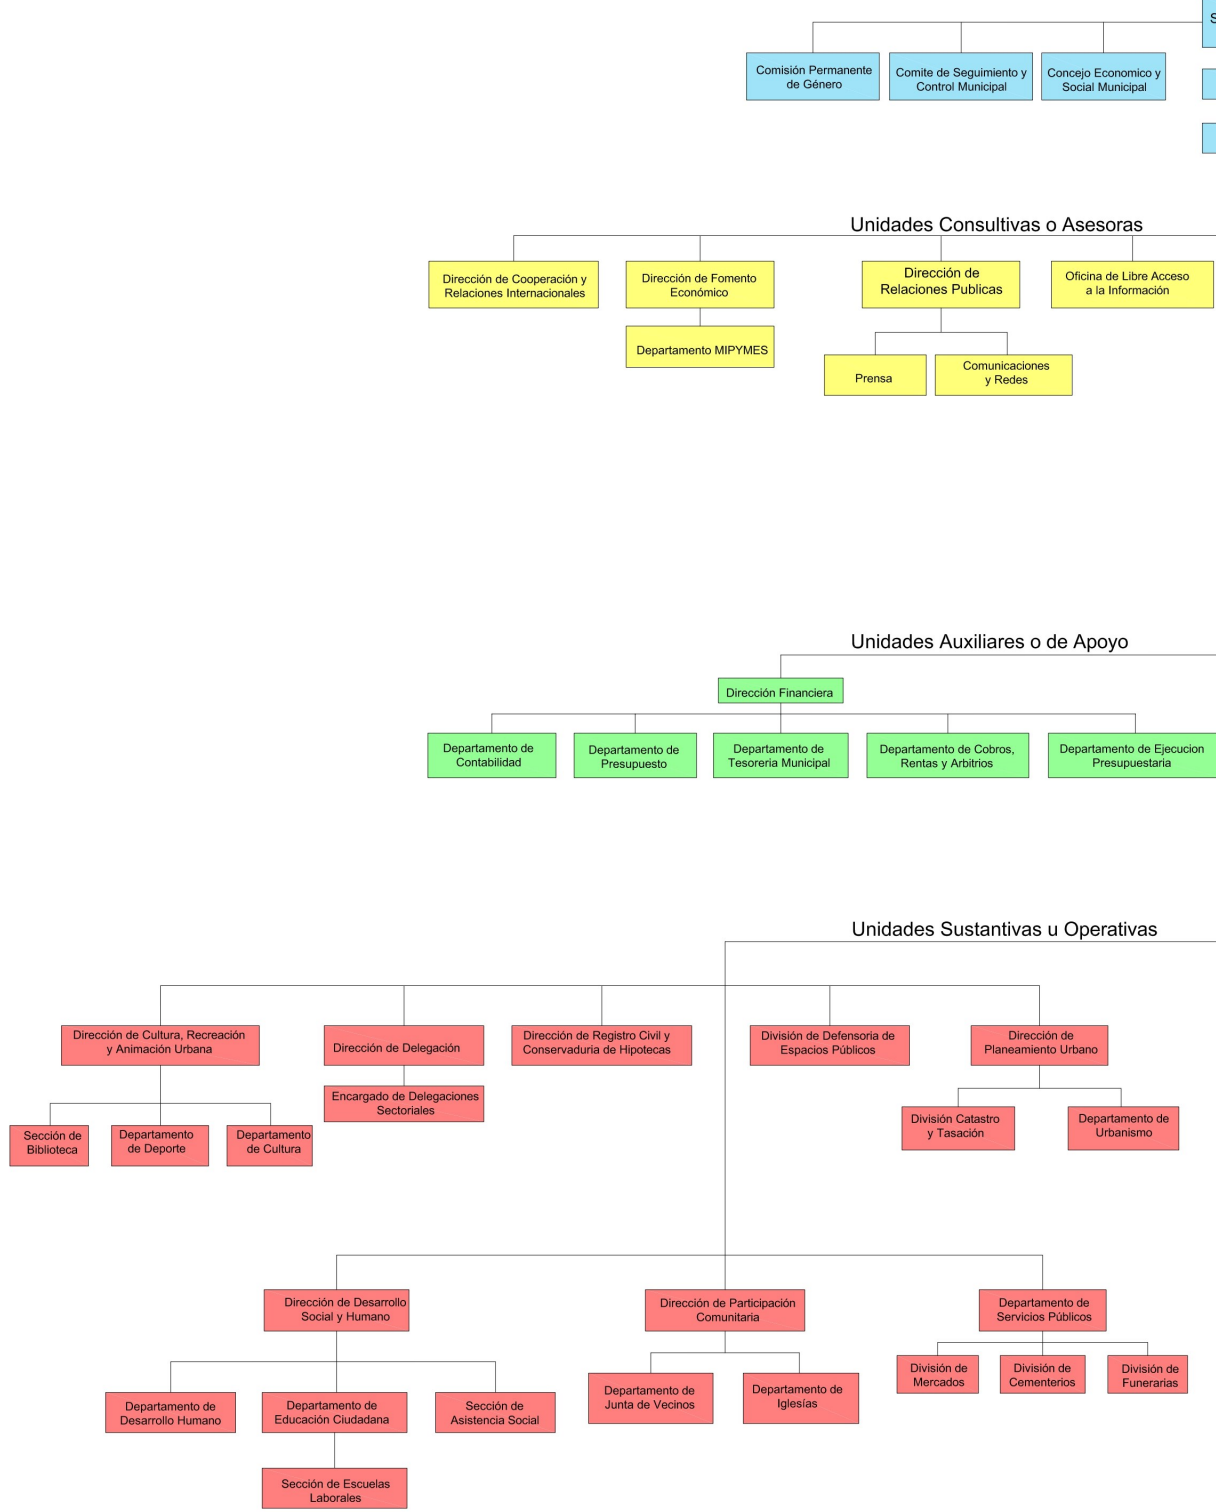 S
Comisión Permanente
de Género
Comite de Seguimiento y
Control Municipal
Concejo Economico y
Social Municipal
Unidades Consultivas o Asesoras
Dirección de Cooperación y
Relaciones Internacionales
Dirección de Fomento
Económico
Dirección de
Relaciones Publicas
Oficina de Libre Acceso
a la Información
Departamento MIPYMES
Prensa
Comunicaciones
y Redes
Unidades Auxiliares o de Apoyo
Dirección Financiera
Departamento de
Contabilidad
Departamento de
Presupuesto
Departamento de
Tesoreria Municipal
Departamento de Cobros,
Rentas y Arbitrios
Departamento de Ejecucion
Presupuestaria
Unidades Sustantivas u Operativas
Dirección de Cultura, Recreación
y Animación Urbana
Dirección de Delegación
Dirección de Registro Civil y
Conservaduria de Hipotecas
División de Defensoria de
Espacios Públicos
Dirección de
Planeamiento Urbano
Encargado de Delegaciones
Sectoriales
Sección de
Biblioteca
Departamento
de Deporte
Departamento
de Cultura
División Catastro
y Tasación
Departamento de
Urbanismo
Dirección de Desarrollo
Social y Humano
Dirección de Participación
Comunitaria
Departamento de
Servicios Públicos
Departamento de
Desarrollo Humano
Departamento de
Educación Ciudadana
Sección de
Asistencia Social
Departamento de
Junta de Vecinos
Departamento de
Iglesías
División de
Mercados
División de
Cementerios
División de
Funerarias
Sección de Escuelas
Laborales